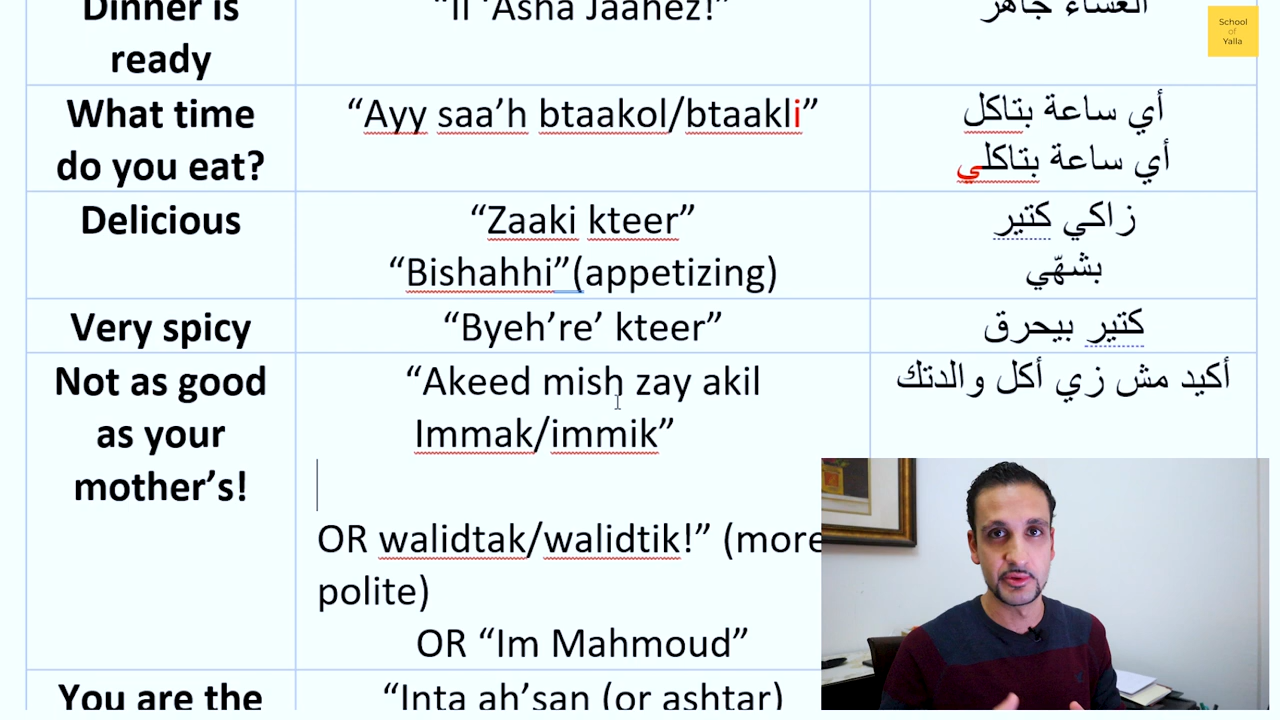 Dinner is
ready
“Il ‘Asha Jaahez!”
العشاء جاهز
School
of
Yalla
What time
do you eat?
“Ayy saa’h btaakol/btaakli”
أي ساعة بتاكل
أي ساعة بتاكلي
Delicious
“Zaaki kteer”
“Bishahhi”(appetizing)
زاكي كتير
بشهّي
Very spicy
“Byeh’re’ kteer”
كتير بيحرق
Not as good
as your
mother’s!
“Akeed mish zay akil
Immak/immik”
OR walidtak/walidtik!” (more
polite)
OR “Im Mahmoud”
أكيد مش زي أكل والدتك
You are the
“Inta ah’san (or ashtar)